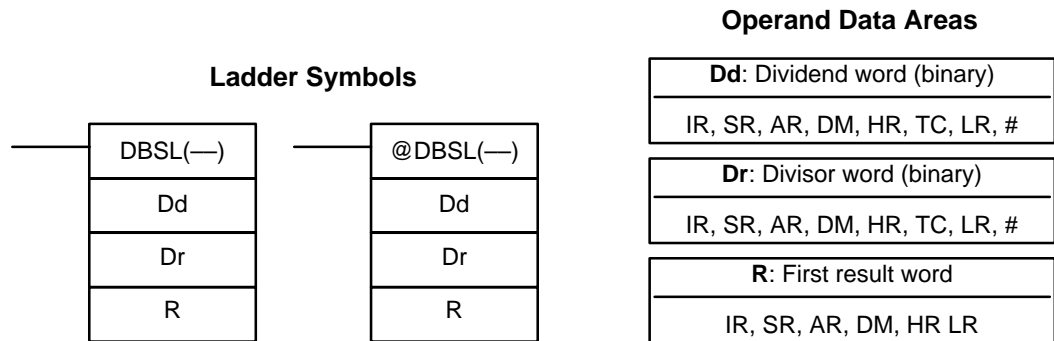 Ladder Symbols
DBSL(––)
Dd
Dr
R
@DBSL(––)
Dd
Dr
R
Operand Data Areas
Dd: Dividend word (binary)
IR, SR, AR, DM, HR, TC, LR, #
Dr: Divisor word (binary)
IR, SR, AR, DM, HR, TC, LR, #
R: First result word
IR, SR, AR, DM, HR LR